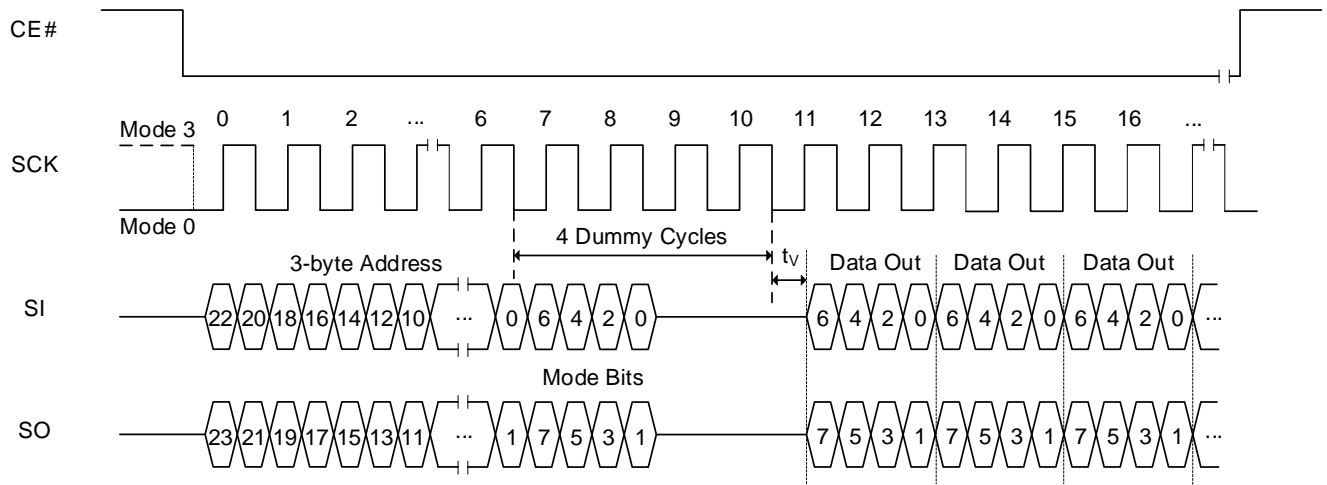 CE#
Mode 3 0 1 2 ... 6 7 8 9 10 11 12 13 14 15 16 ...
SCK
Mode 0
4 Dummy Cycles
3-byte Address tV Data Out Data Out Data Out
SI 22 20 18 16 14 12 10 ... 0 6 4 2 0 6 4 2 0 6 4 2 0 6 4 2 0 ...
Mode Bits
SO 23 21 19 17 15 13 11 ... 1 7 5 3 1 7 5 3 1 7 5 3 1 7 5 3 1 ...